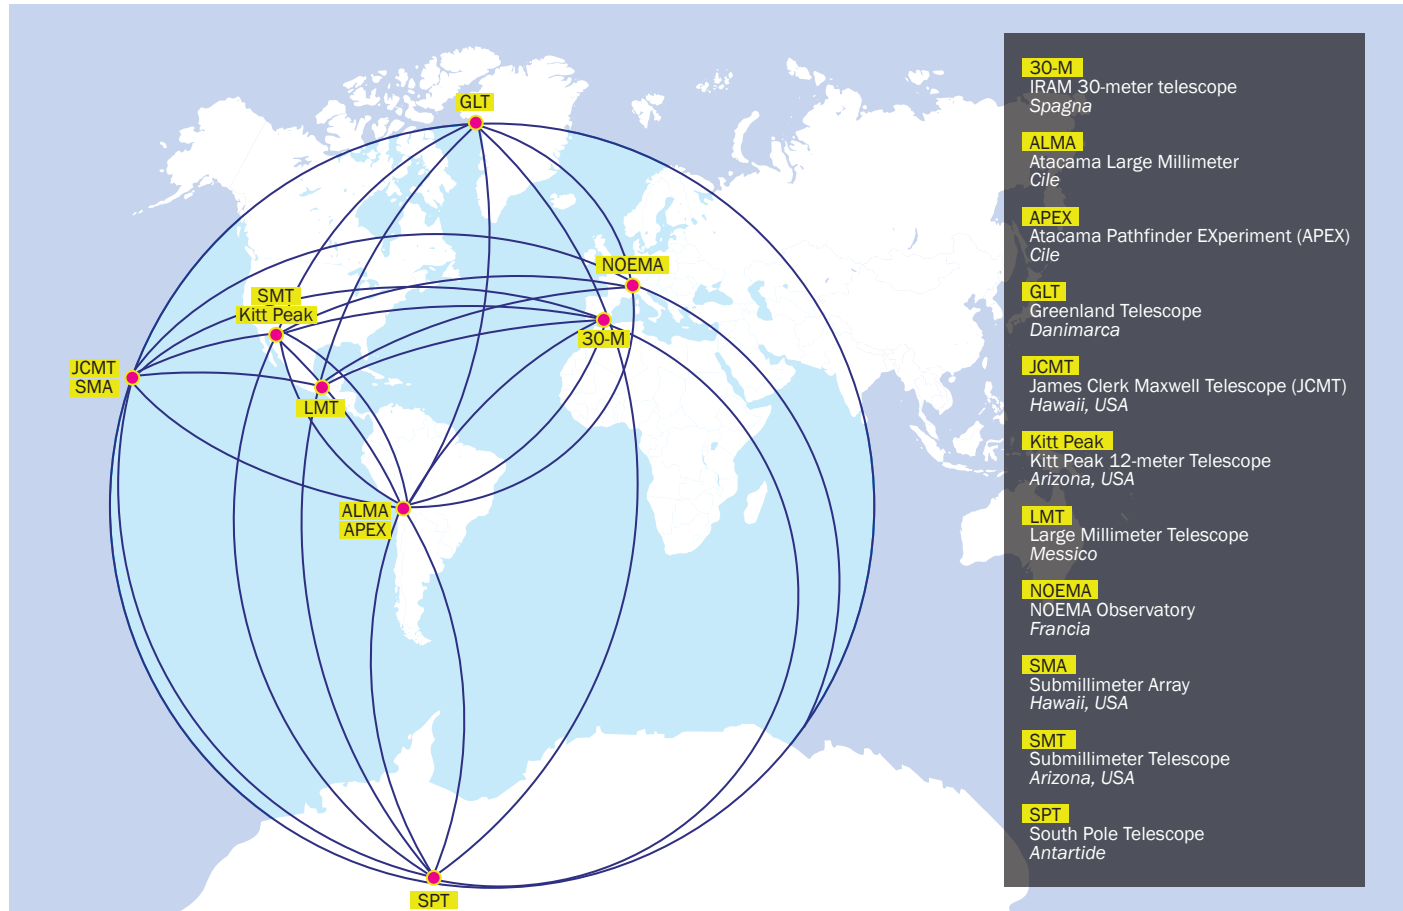 GLT
NOEMA
SMT
Kitt Peak
30-M
JCMT
SMA
LMT
ALMA
APEX
SPT
30-M
IRAM 30-meter telescope
Spagna
ALMA
Atacama Large Millimeter
Cile
APEX
Atacama Pathfinder EXperiment (APEX)
Cile
GLT
Greenland Telescope
Danimarca
JCMT
James Clerk Maxwell Telescope (JCMT)
Hawaii, USA
Kitt Peak
Kitt Peak 12-meter Telescope
Arizona, USA
LMT
Large Millimeter Telescope
Messico
NOEMA
NOEMA Observatory
Francia
SMA
Submillimeter Array
Hawaii, USA
SMT
Submillimeter Telescope
Arizona, USA
SPT
South Pole Telescope
Antartide